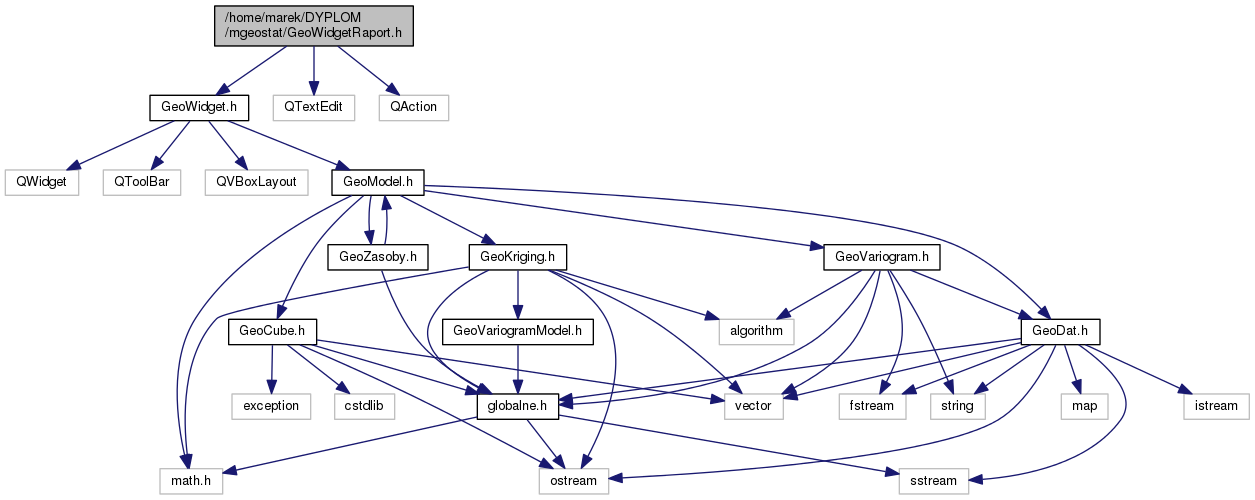 /home/marek/DYPLOM
/mgeostat/GeoWidgetRaport.h
GeoWidget.h
QTextEdit
QAction
QWidget
QToolBar
QVBoxLayout
GeoModel.h
GeoZasoby.h
GeoKriging.h
GeoVariogram.h
GeoCube.h
GeoVariogramModel.h
algorithm
GeoDat.h
exception
cstdlib
globalne.h
vector
fstream
string
map
istream
math.h
ostream
sstream